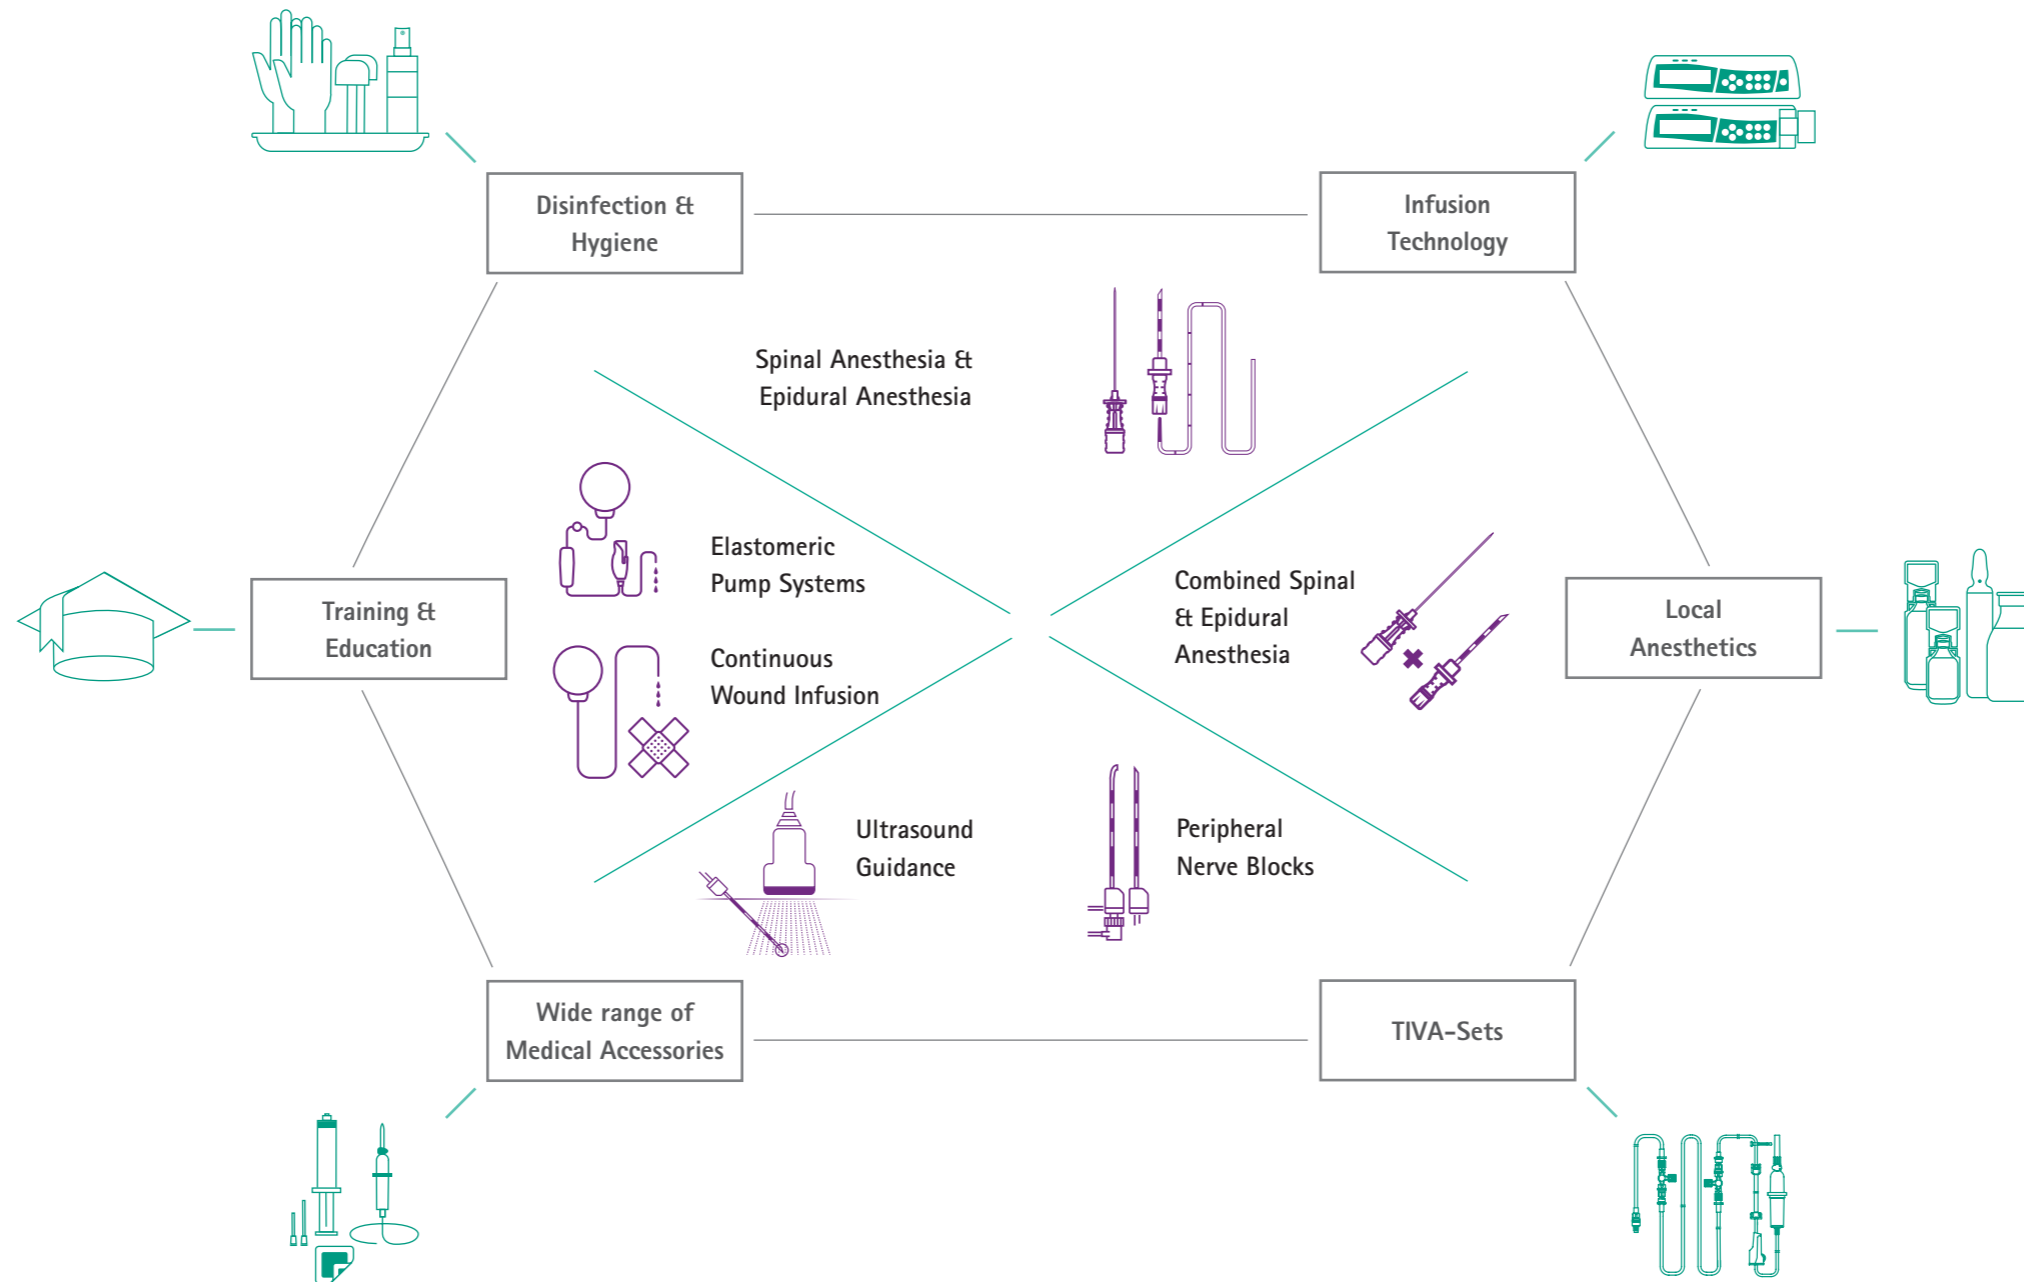 Disinfection &
Hygiene
Infusion
Technology
Spinal Anesthesia &
Epidural Anesthesia
Elastomeric
Pump Systems
Combined Spinal
& Epidural
Anesthesia
Training &
Education
Local
Anesthetics
Continuous
Wound Infusion
Ultrasound
Guidance
Peripheral
Nerve Blocks
Wide range of
Medical Accessories
TIVA-Sets